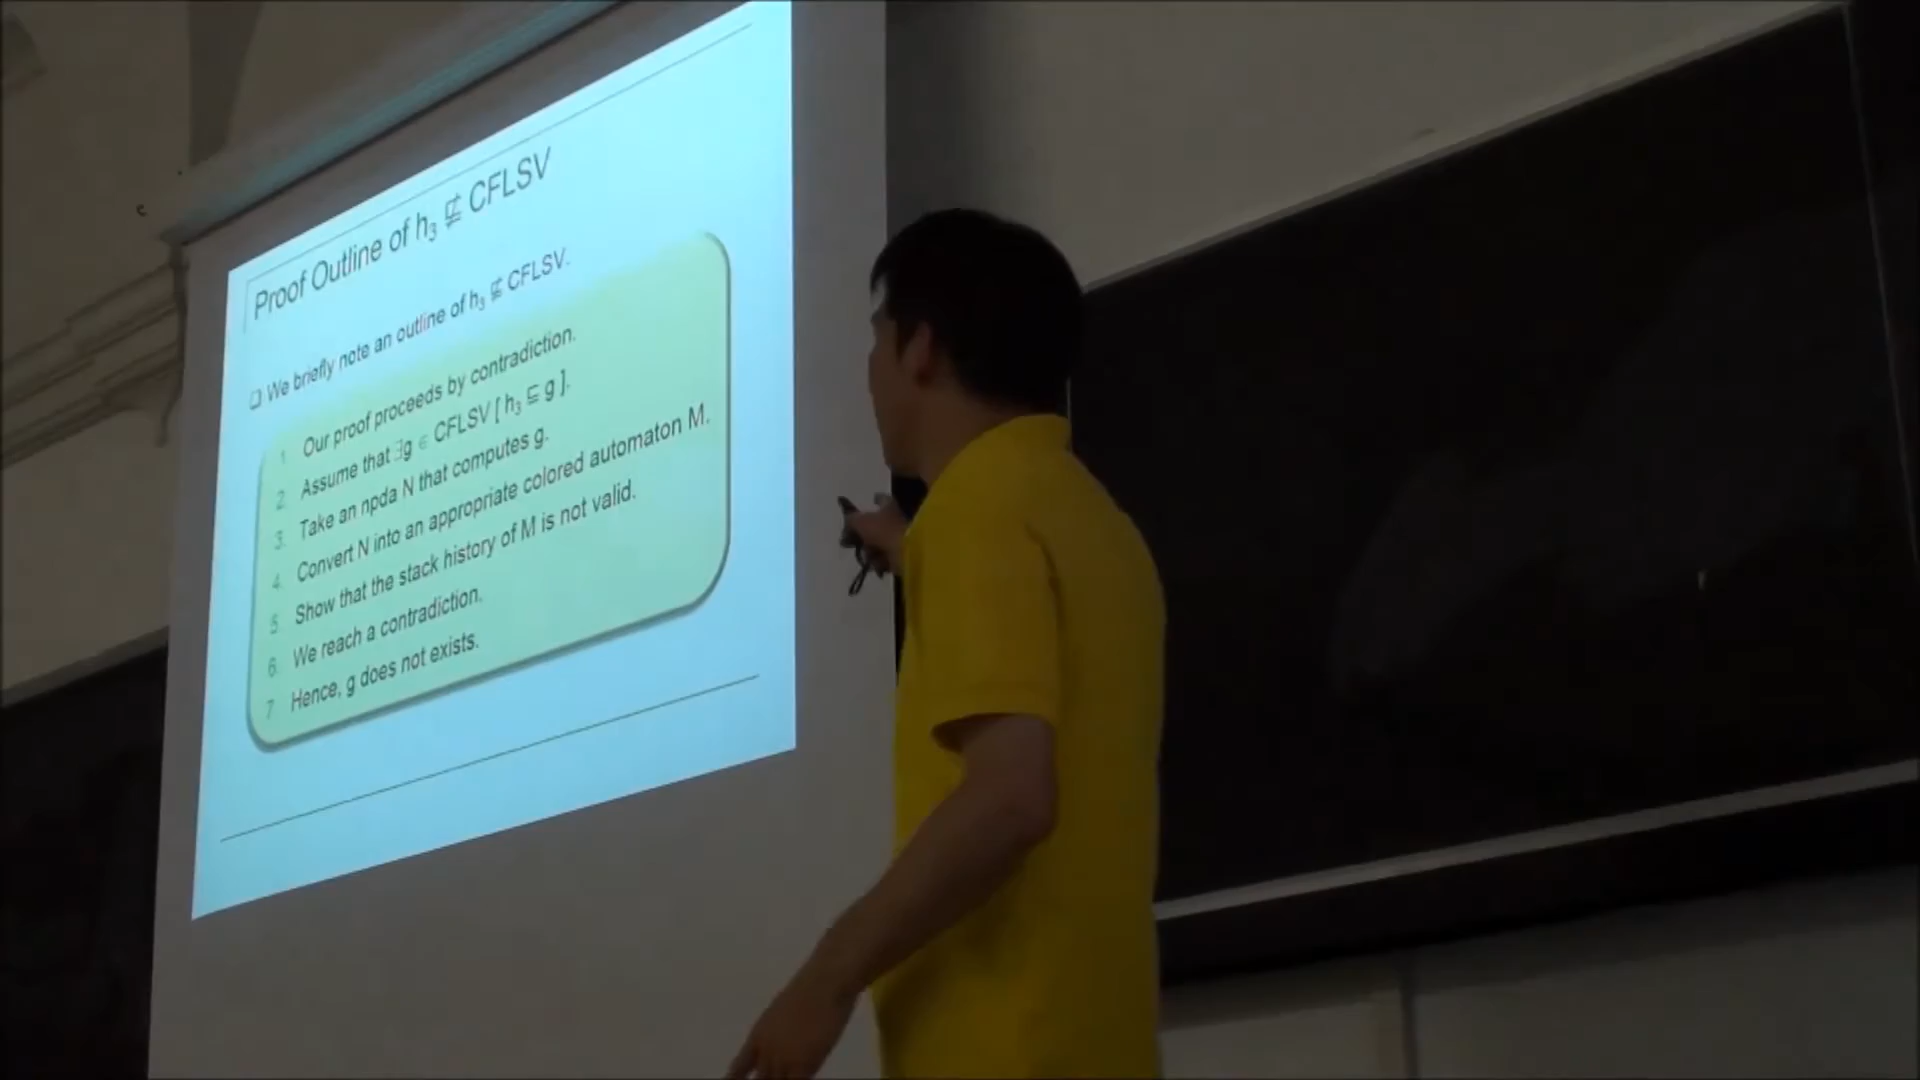 Proof Outline of h₃ ⋢ CFLSV
❑ We briefly note an outline of h₃ ⋢ CFLSV.
1. Our proof proceeds by contradiction.
2. Assume that ∃g ∈ CFLSV [ h₃ ⊑ g ].
3. Take an npda N that computes g.
4. Convert N into an appropriate colored automaton M.
5. Show that the stack history of M is not valid.
6. We reach a contradiction.
7. Hence, g does not exists.